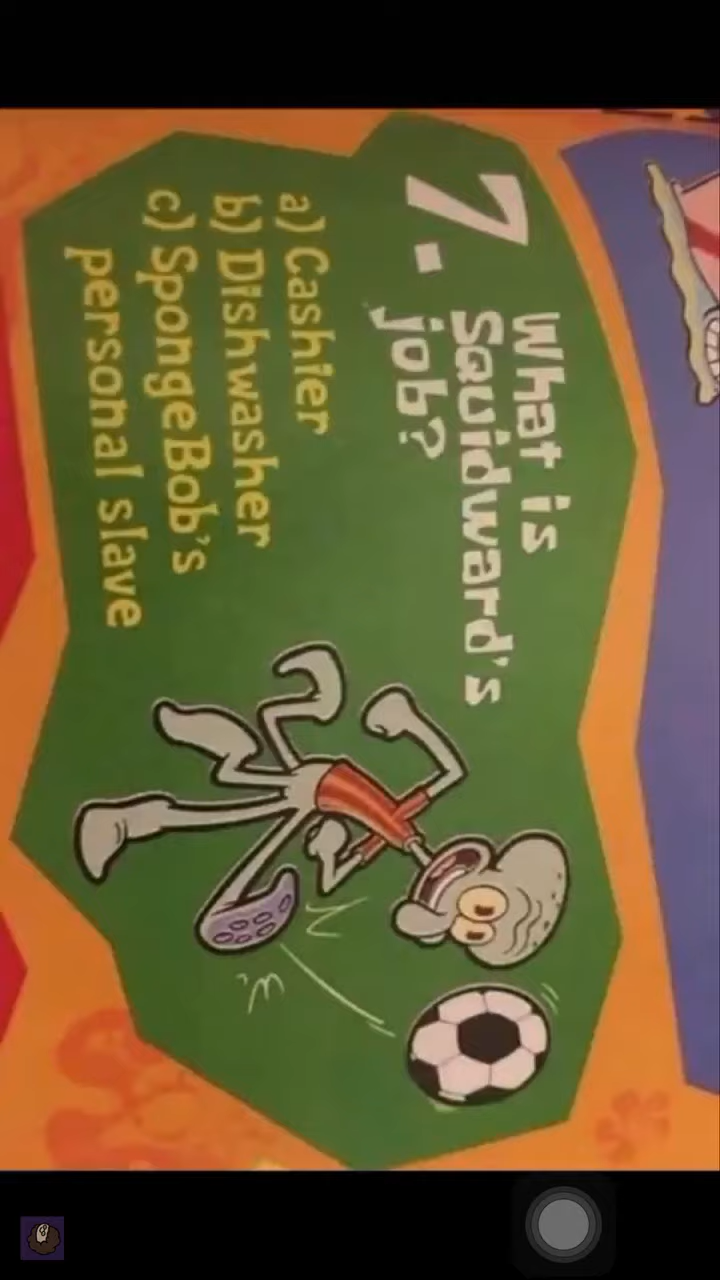 7. What is
Squidward's
job?
a) Cashier
b) Dishwasher
c) SpongeBob's
personal slave